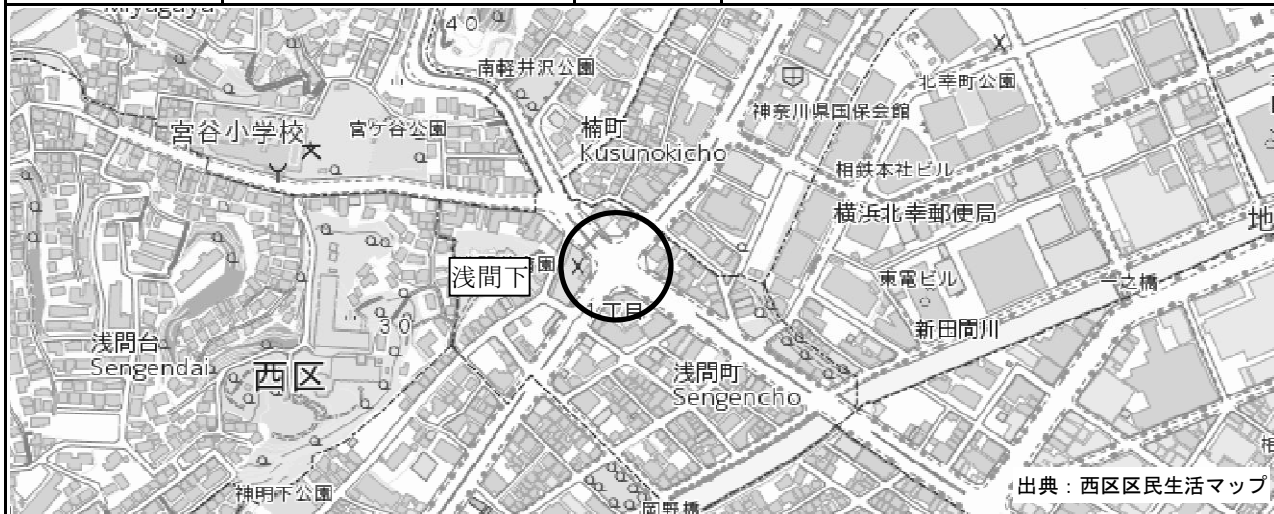 40
南軽井沢公園
北幸町公園
神奈川県国保会館
宮谷小学校
宮ケ谷公園
楠町
Kusunokicho
相鉄本社ビル
横浜北幸郵便局
地
園
浅間下
1丁目
東電ビル
一之橋
新田間川
30
浅間台
Sengendai
西区
浅間町
Sengencho
神明下公園
岡野橋
出典：西区区民生活マップ